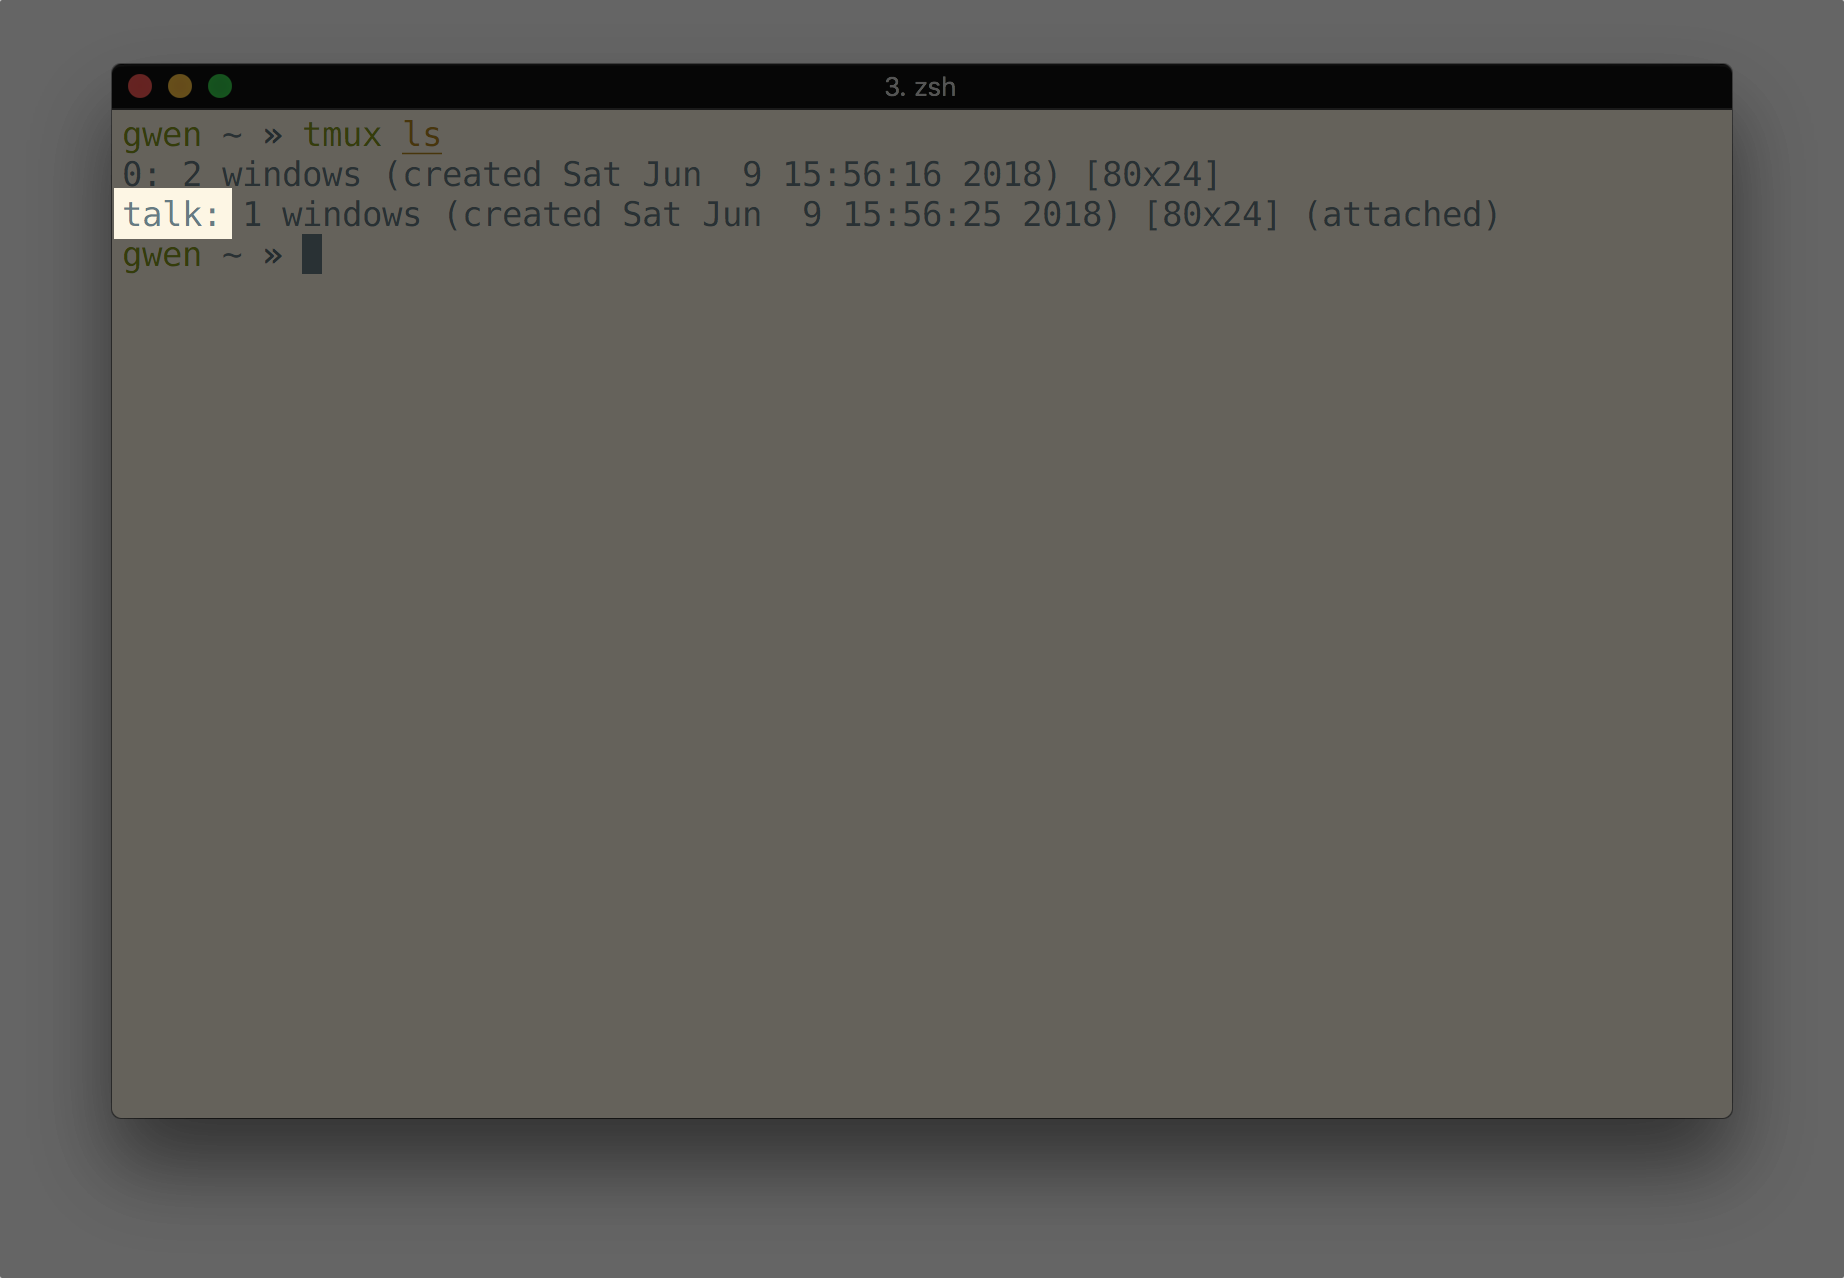 3. zsh
gwen ~ » tmux ls
0: 2 windows (created Sat Jun  9 15:56:16 2018) [80x24]
talk: 1 windows (created Sat Jun  9 15:56:25 2018) [80x24] (attached)
gwen ~ »